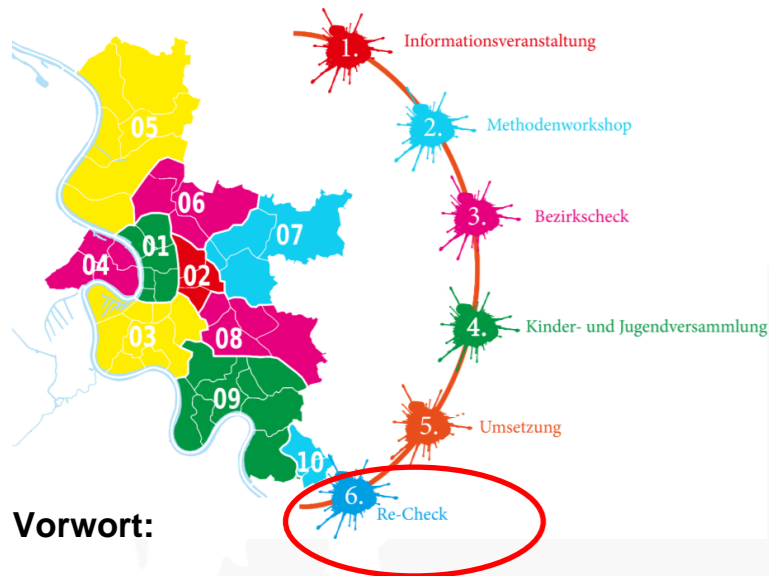 1. Informationsveranstaltung
2. Methodenworkshop
3. Bezirkscheck
4. Kinder- und Jugendversammlung
5. Umsetzung
6. Re-Check
05
06
07
01
04
02
03
08
09
10
Vorwort: